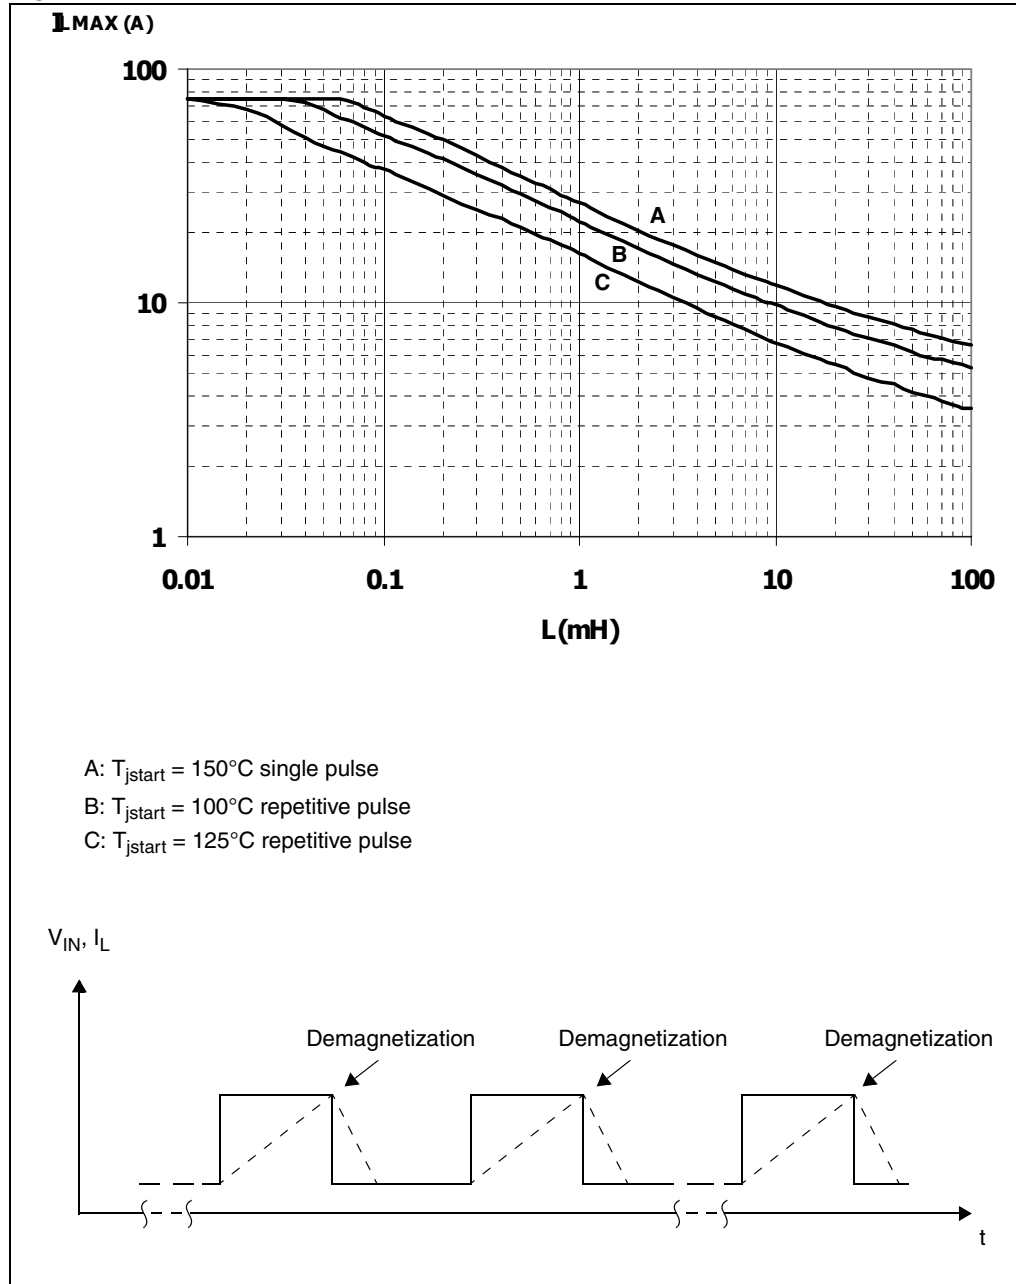 ILMAX (A)
100
10
1
A
B
C
0.01 0.1 1 10 100
L(mH)
A: Tjstart = 150°C single pulse
B: Tjstart = 100°C repetitive pulse
C: Tjstart = 125°C repetitive pulse
VIN, IL
Demagnetization Demagnetization Demagnetization
t